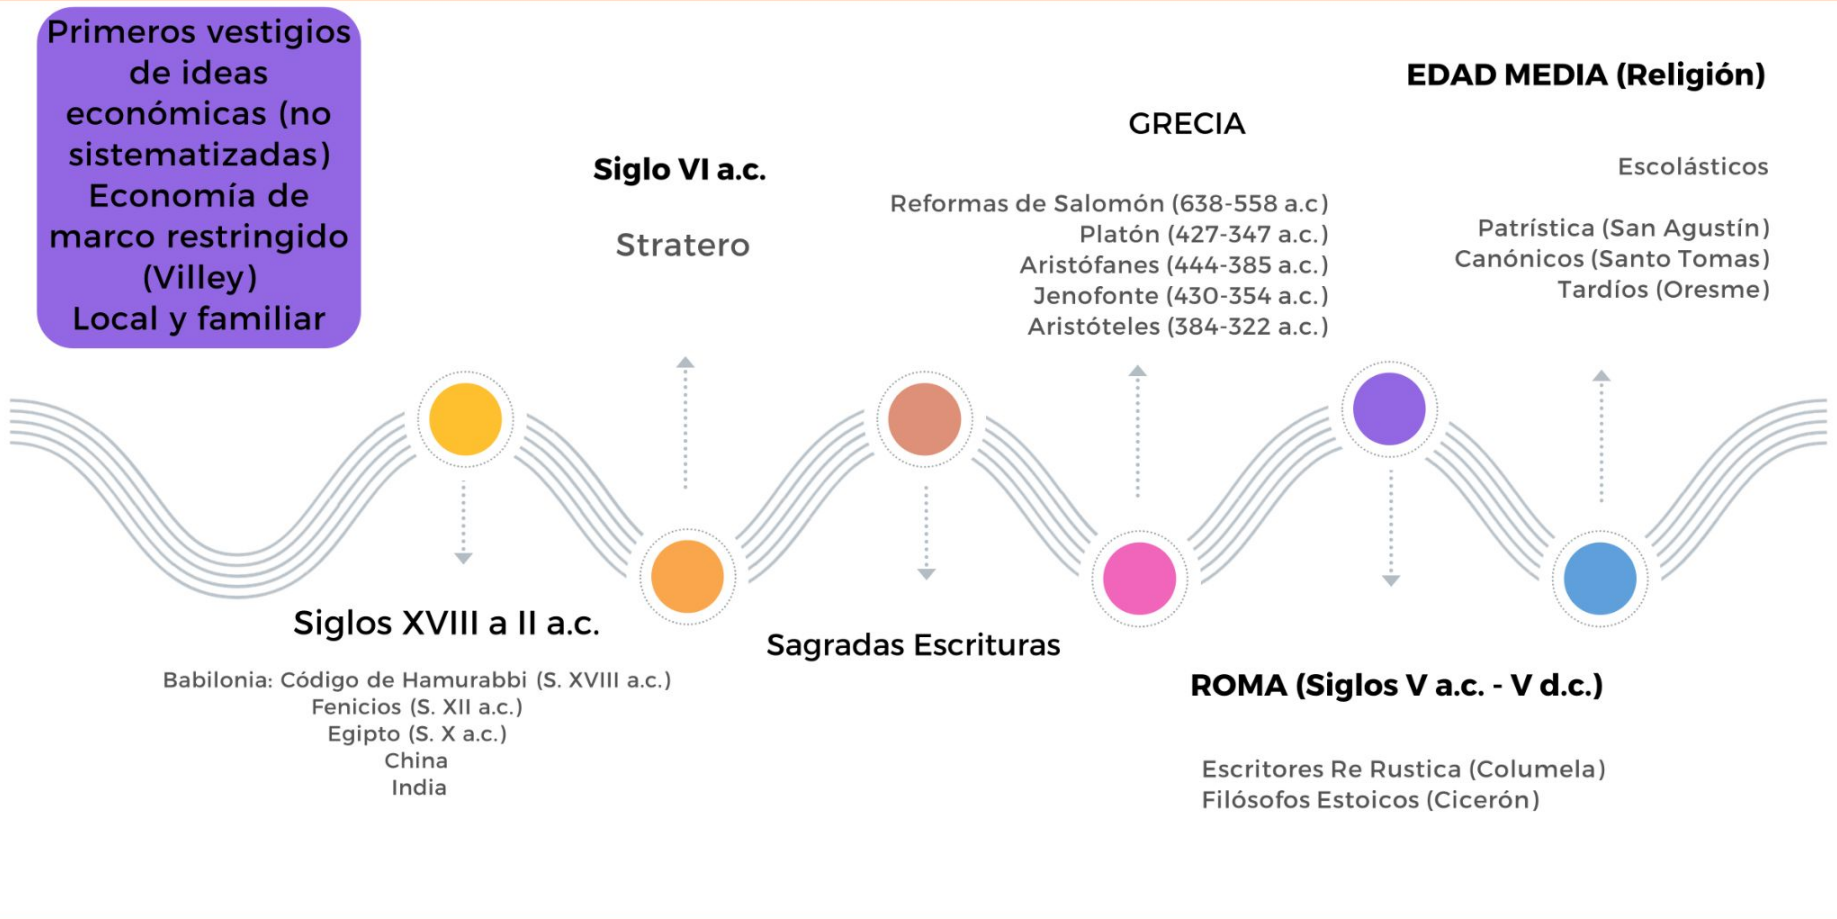 Primeros vestigios
de ideas
económicas (no
sistematizadas)
Economía de
marco restringido
(Villey)
Local y familiar
Siglos XVIII a II a.c.
Babilonia: Código de Hamurabbi (S. XVIII a.c.)
Fenicios (S. XII a.c.)
Egipto (S. X a.c.)
China
India
Siglo VI a.c.
Stratero
Sagradas Escrituras
GRECIA
Reformas de Salomón (638-558 a.c)
Platón (427-347 a.c.)
Aristófanes (444-385 a.c.)
Jenofonte (430-354 a.c.)
Aristóteles (384-322 a.c.)
ROMA (Siglos V a.c. - V d.c.)
Escritores Re Rustica (Columela)
Filósofos Estoicos (Cicerón)
EDAD MEDIA (Religión)
Escolásticos
Patrística (San Agustín)
Canónicos (Santo Tomas)
Tardíos (Oresme)